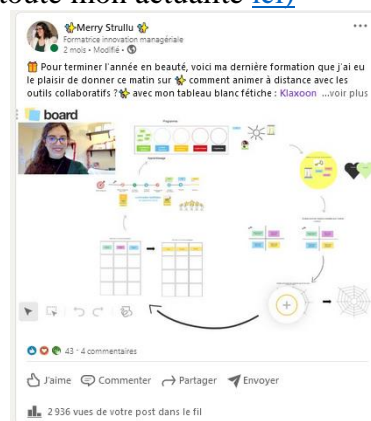 toute mon actualité ici)
Merry Strullu
Formatrice innovation managériale
2 mois • Modifié •
Pour terminer l'année en beauté, voici ma dernière formation que j'ai eu
le plaisir de donner ce matin sur comment animer à distance avec les
outils collaboratifs ? avec mon tableau blanc fétiche : Klaxoon ...voir plus
board
43 · 4 commentaires
J'aime Commenter Partager Envoyer
2 936 vues de votre post dans le fil